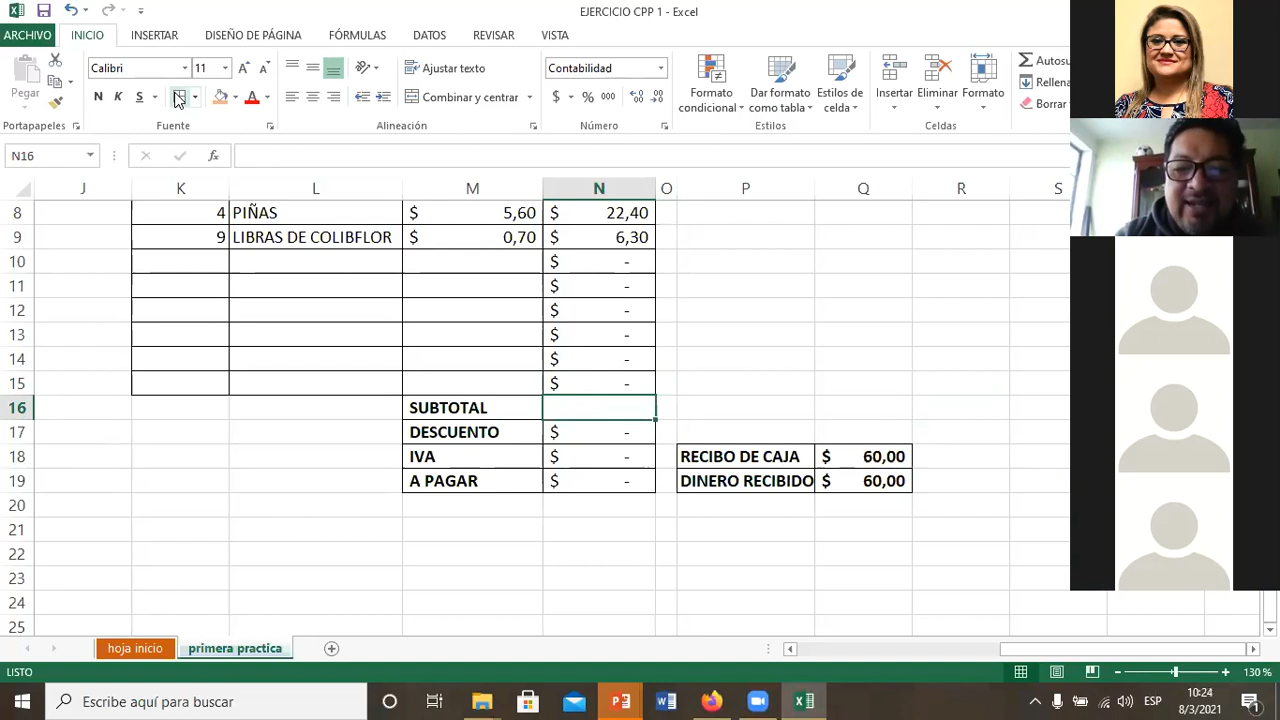 EJERCICIO CPP 1 - Excel
ARCHIVO INICIO INSERTAR DISEÑO DE PÁGINA FÓRMULAS DATOS REVISAR VISTA
Pegar
Calibri 11
N K S
Ajustar texto
Combinar y centrar
Contabilidad
$ % 000
Formato condicional
Dar formato como tabla
Estilos de celda
Insertar
Eliminar
Formato
Autosu
Rellena
Borrar
Portapapeles Fuente Alineación Número Estilos Celdas
N16 fx
J K L M N O P Q R S
8 4 PIÑAS $ 5,60 $ 22,40
9 9 LIBRAS DE COLIBFLOR $ 0,70 $ 6,30
10 $ -
11 $ -
12 $ -
13 $ -
14 $ -
15 $ -
16 SUBTOTAL
17 DESCUENTO $ -
18 IVA $ - RECIBO DE CAJA $ 60,00
19 A PAGAR $ - DINERO RECIBIDO $ 60,00
20
21
22
23
24
25
hoja inicio primera practica
LISTO 130 %
Escribe aquí para buscar
ESP
10:24
8/3/2021